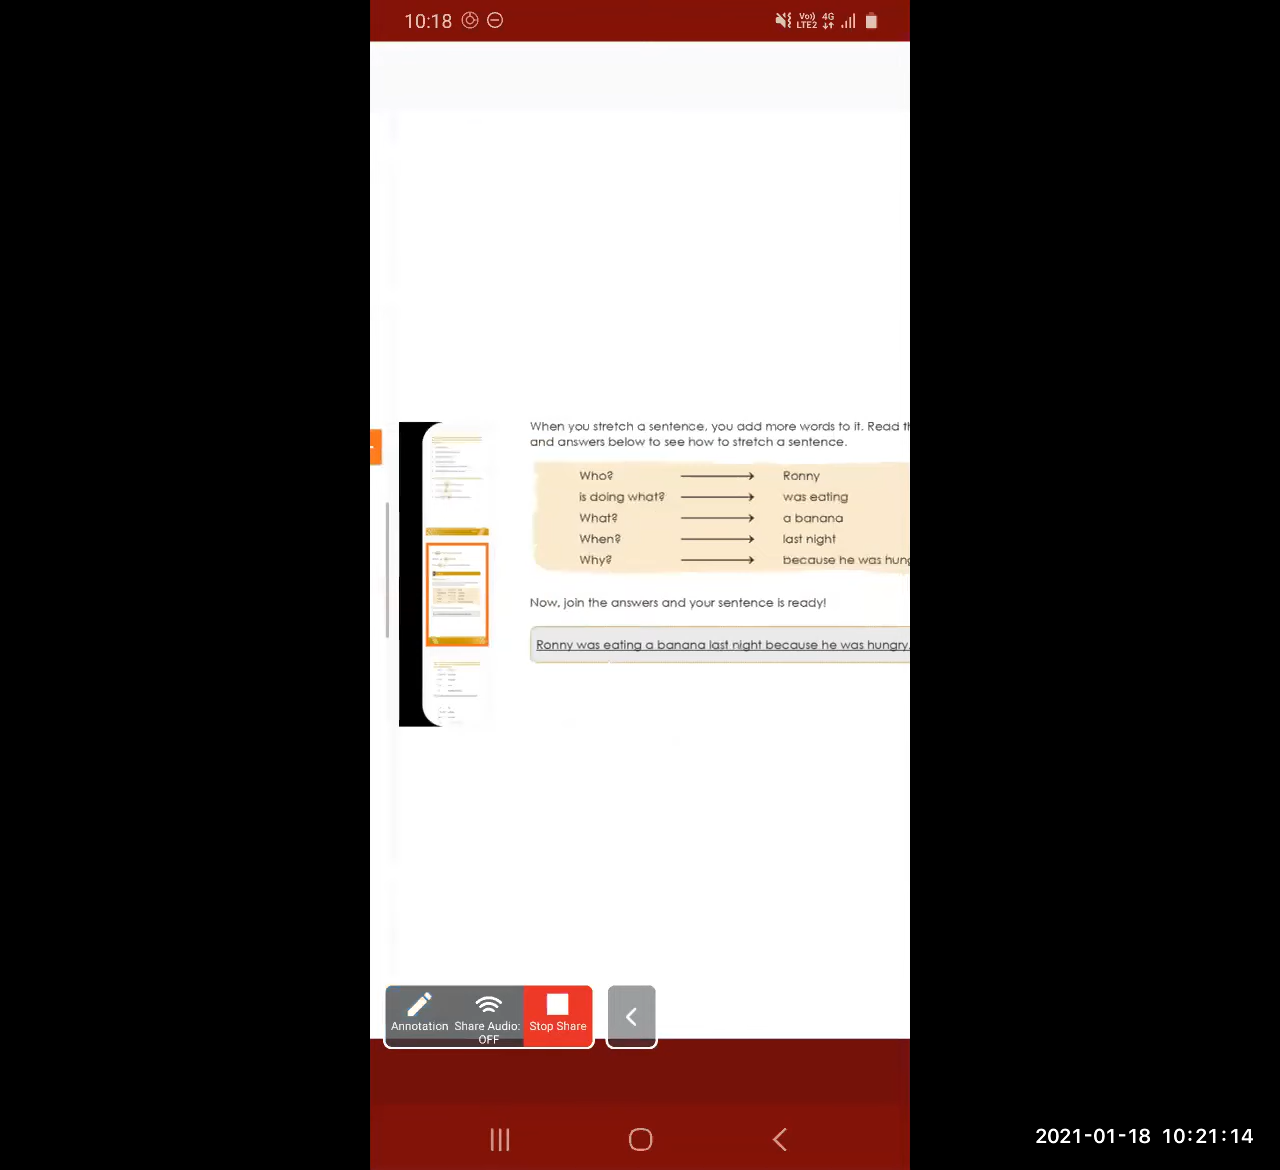 10:18
Vo)) 4G
LTE2
When you stretch a sentence, you add more words to it. Read
and answers below to see how to stretch a sentence.
Who? Ronny
is doing what? was eating
What? a banana
When? last night
Why? because he was
Now, join the answers and your sentence is ready!
Ronny was eating a banana last night because he was hungry.
Annotation Share Audio: OFF Stop Share
2021-01-18 10:21:14